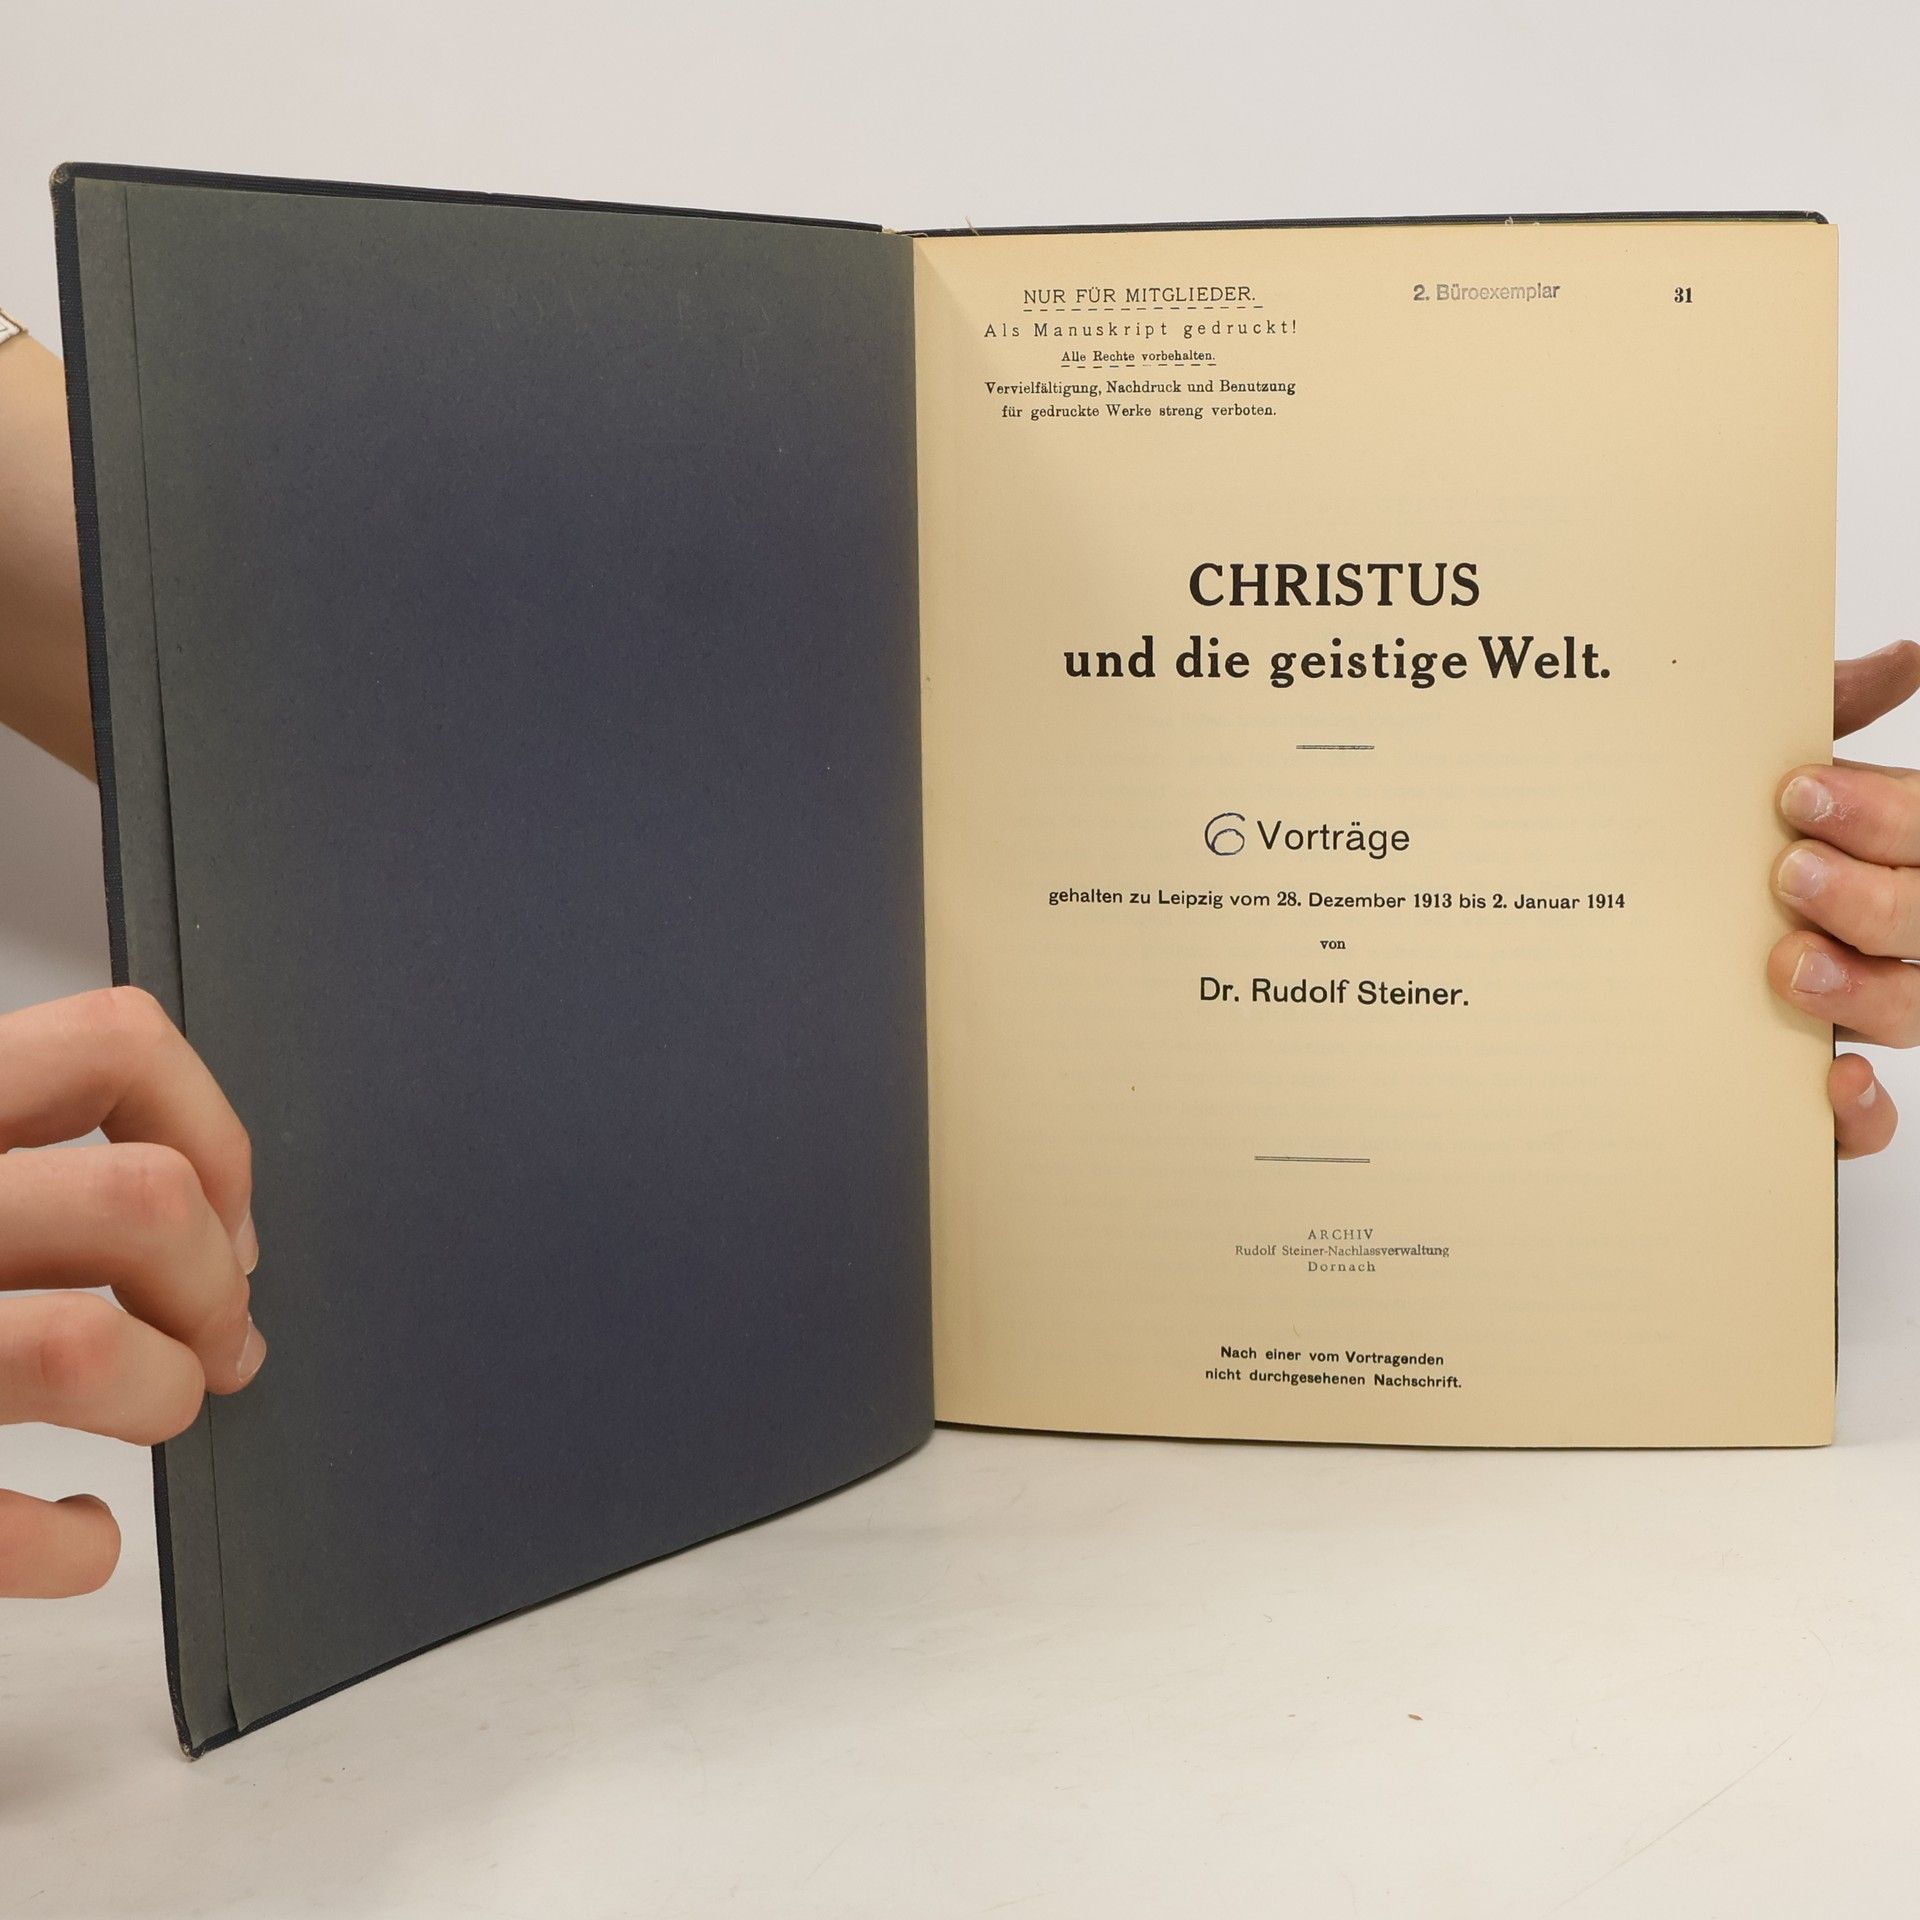 NUR FÜR MITGLIEDER.
2. Büroexemplar
31
Als Manuskript gedruckt!
Alle Rechte vorbehalten.
Vervielfältigung, Nachdruck und Benutzung
für gedruckte Werke streng verboten.
CHRISTUS
und die geistige Welt.
6 Vorträge
gehalten zu Leipzig vom 28. Dezember 1913 bis 2. Januar 1914
von
Dr. Rudolf Steiner.
ARCHIV
Rudolf Steiner-Nachlassverwaltung
Dornach
Nach einer vom Vortragenden
nicht durchgesehenen Nachschrift.